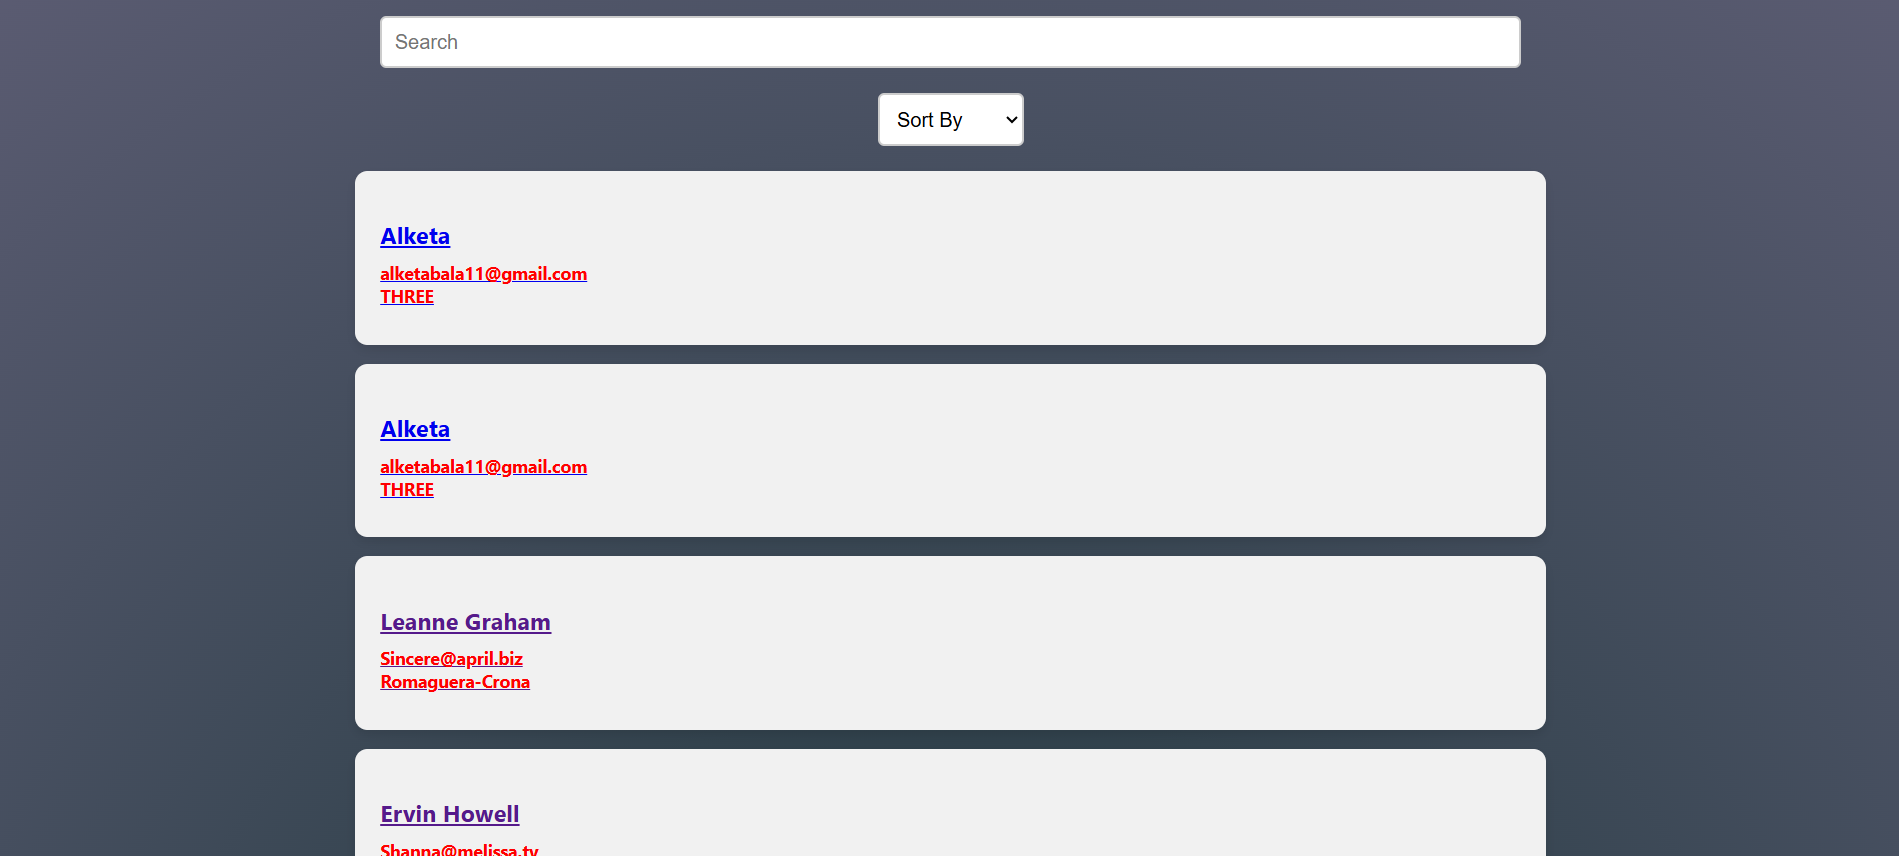 Search
Sort By
Alketa
alketabala11@gmail.com
THREE
Alketa
alketabala11@gmail.com
THREE
Leanne Graham
Sincere@april.biz
Romaguera-Crona
Ervin Howell
Shanna@melissa.tv